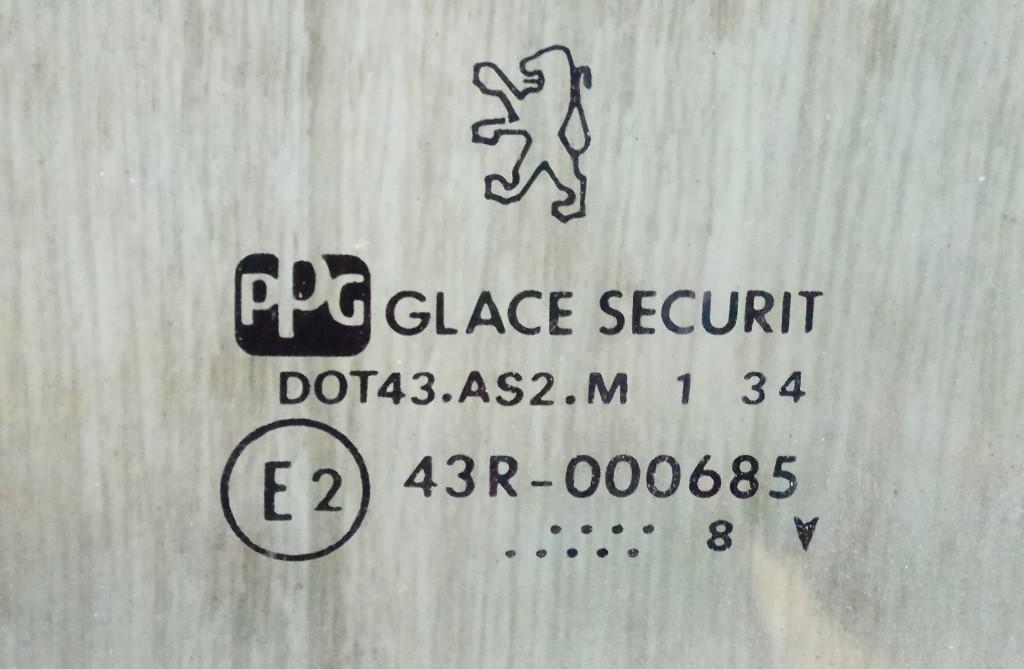 PPG GLACE SECURIT
DOT43.AS2.M 1 34
E2 43R-000685
8